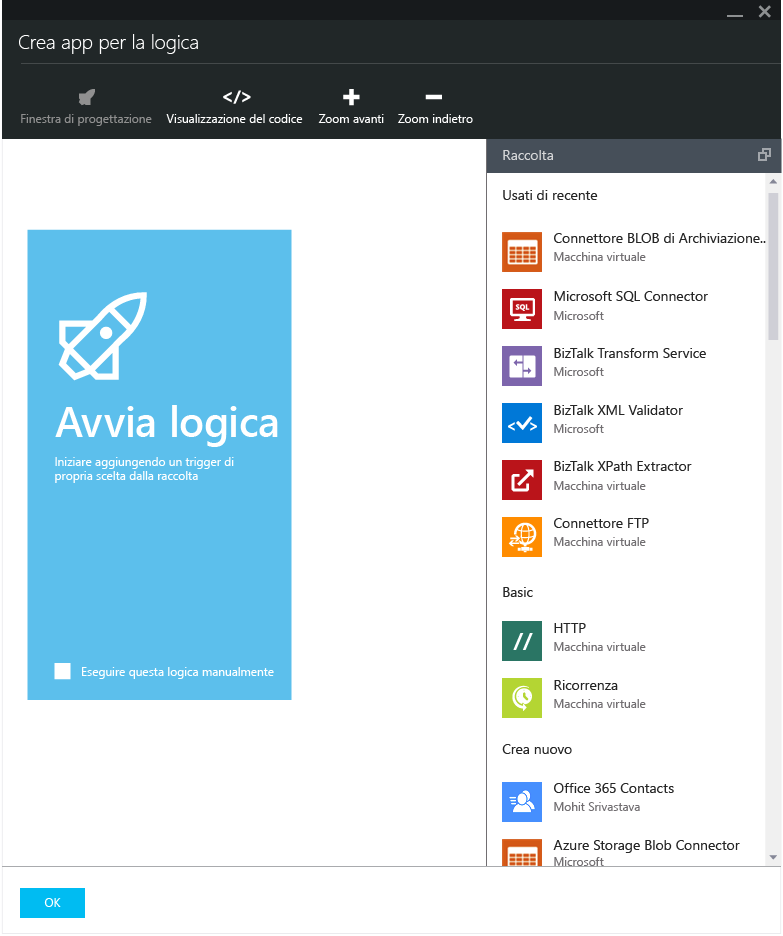 Crea app per la logica
Finestra di progettazione
</>
Visualizzazione del codice
Zoom avanti
Zoom indietro
Avvia logica
Iniziare aggiungendo un trigger di
propria scelta dalla raccolta
Eseguire questa logica manualmente
Raccolta
Usati di recente
Connettore BLOB di Archiviazione..
Macchina virtuale
SQL
Microsoft SQL Connector
Microsoft
BizTalk Transform Service
Microsoft
BizTalk XML Validator
Microsoft
BizTalk XPath Extractor
Macchina virtuale
Connettore FTP
Macchina virtuale
Basic
//
HTTP
Macchina virtuale
Ricorrenza
Macchina virtuale
Crea nuovo
Office 365 Contacts
Mohit Srivastava
Azure Storage Blob Connector
Microsoft
OK